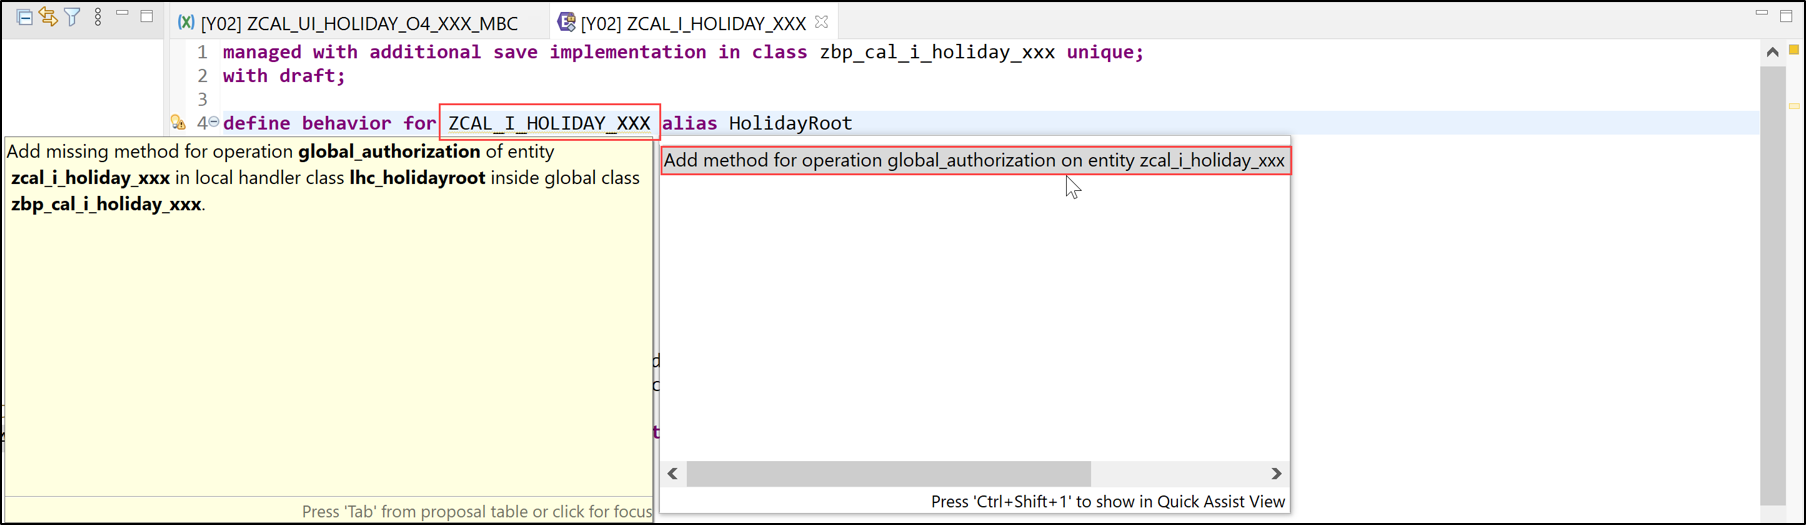 [Y02] ZCAL_UI_HOLIDAY_O4_XXX_MBC
[Y02] ZCAL_I_HOLIDAY_XXX
1 managed with additional save implementation in class zbp_cal_i_holiday_xxx unique;
2 with draft;
3
4 define behavior for ZCAL_I_HOLIDAY_XXX alias HolidayRoot
Add missing method for operation global_authorization of entity
zcal_i_holiday_xxx in local handler class lhc_holidayroot inside global class
zbp_cal_i_holiday_xxx.
Press 'Tab' from proposal table or click for focus
Add method for operation global_authorization on entity zcal_i_holiday_xxx
Press 'Ctrl+Shift+1' to show in Quick Assist View